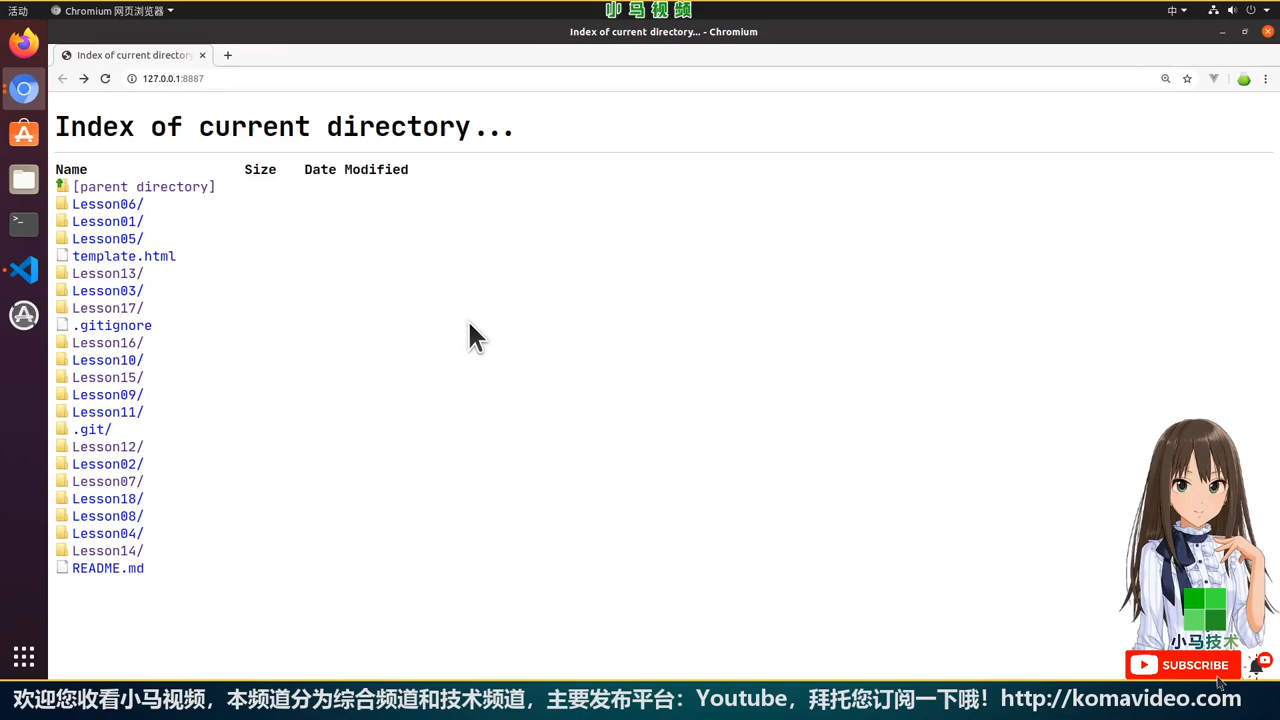 活动
Chromium 网页浏览器
小马视频
中
Index of current directory... - Chromium
Index of current director
127.0.0.1:8887
Index of current directory...
Name Size Date Modified
[parent directory]
Lesson06/
Lesson01/
Lesson05/
template.html
Lesson13/
Lesson03/
Lesson17/
.gitignore
Lesson16/
Lesson10/
Lesson15/
Lesson09/
Lesson11/
.git/
Lesson12/
Lesson02/
Lesson07/
Lesson18/
Lesson08/
Lesson04/
Lesson14/
README.md
小马技术
SUBSCRIBE
欢迎您收看小马视频，本频道分为综合频道和技术频道，主要发布平台：Youtube，拜托您订阅一下哦！http://komavideo.com